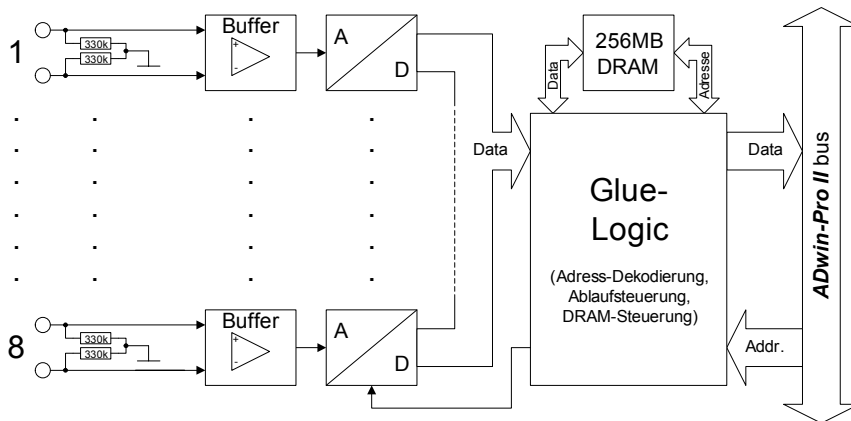 1
330k
330k
Buffer
+
-
A
D
Data
256MB
DRAM
Adresse
Data
Glue-
Logic
(Adress-Dekodierung,
Ablaufsteuerung,
DRAM-Steuerung)
Data
Addr.
ADwin-Pro II bus
8
330k
330k
Buffer
+
-
A
D